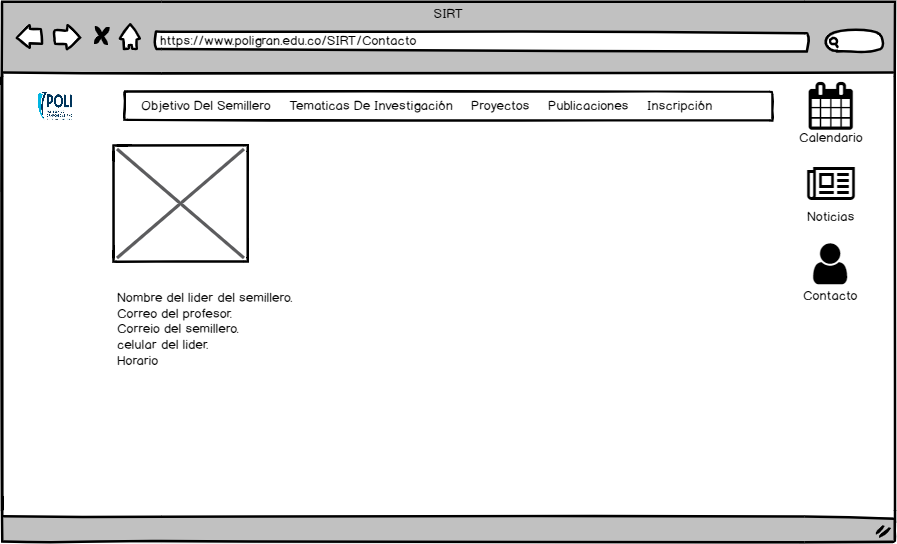 SIRT
https://www.poligran.edu.co/SIRT/Contacto
POLI
Objetivo Del Semillero Tematicas De Investigación Proyectos Publicaciones Inscripción
Calendario
Noticias
Contacto
Nombre del lider del semillero.
Correo del profesor.
Correio del semillero.
celular del lider.
Horario